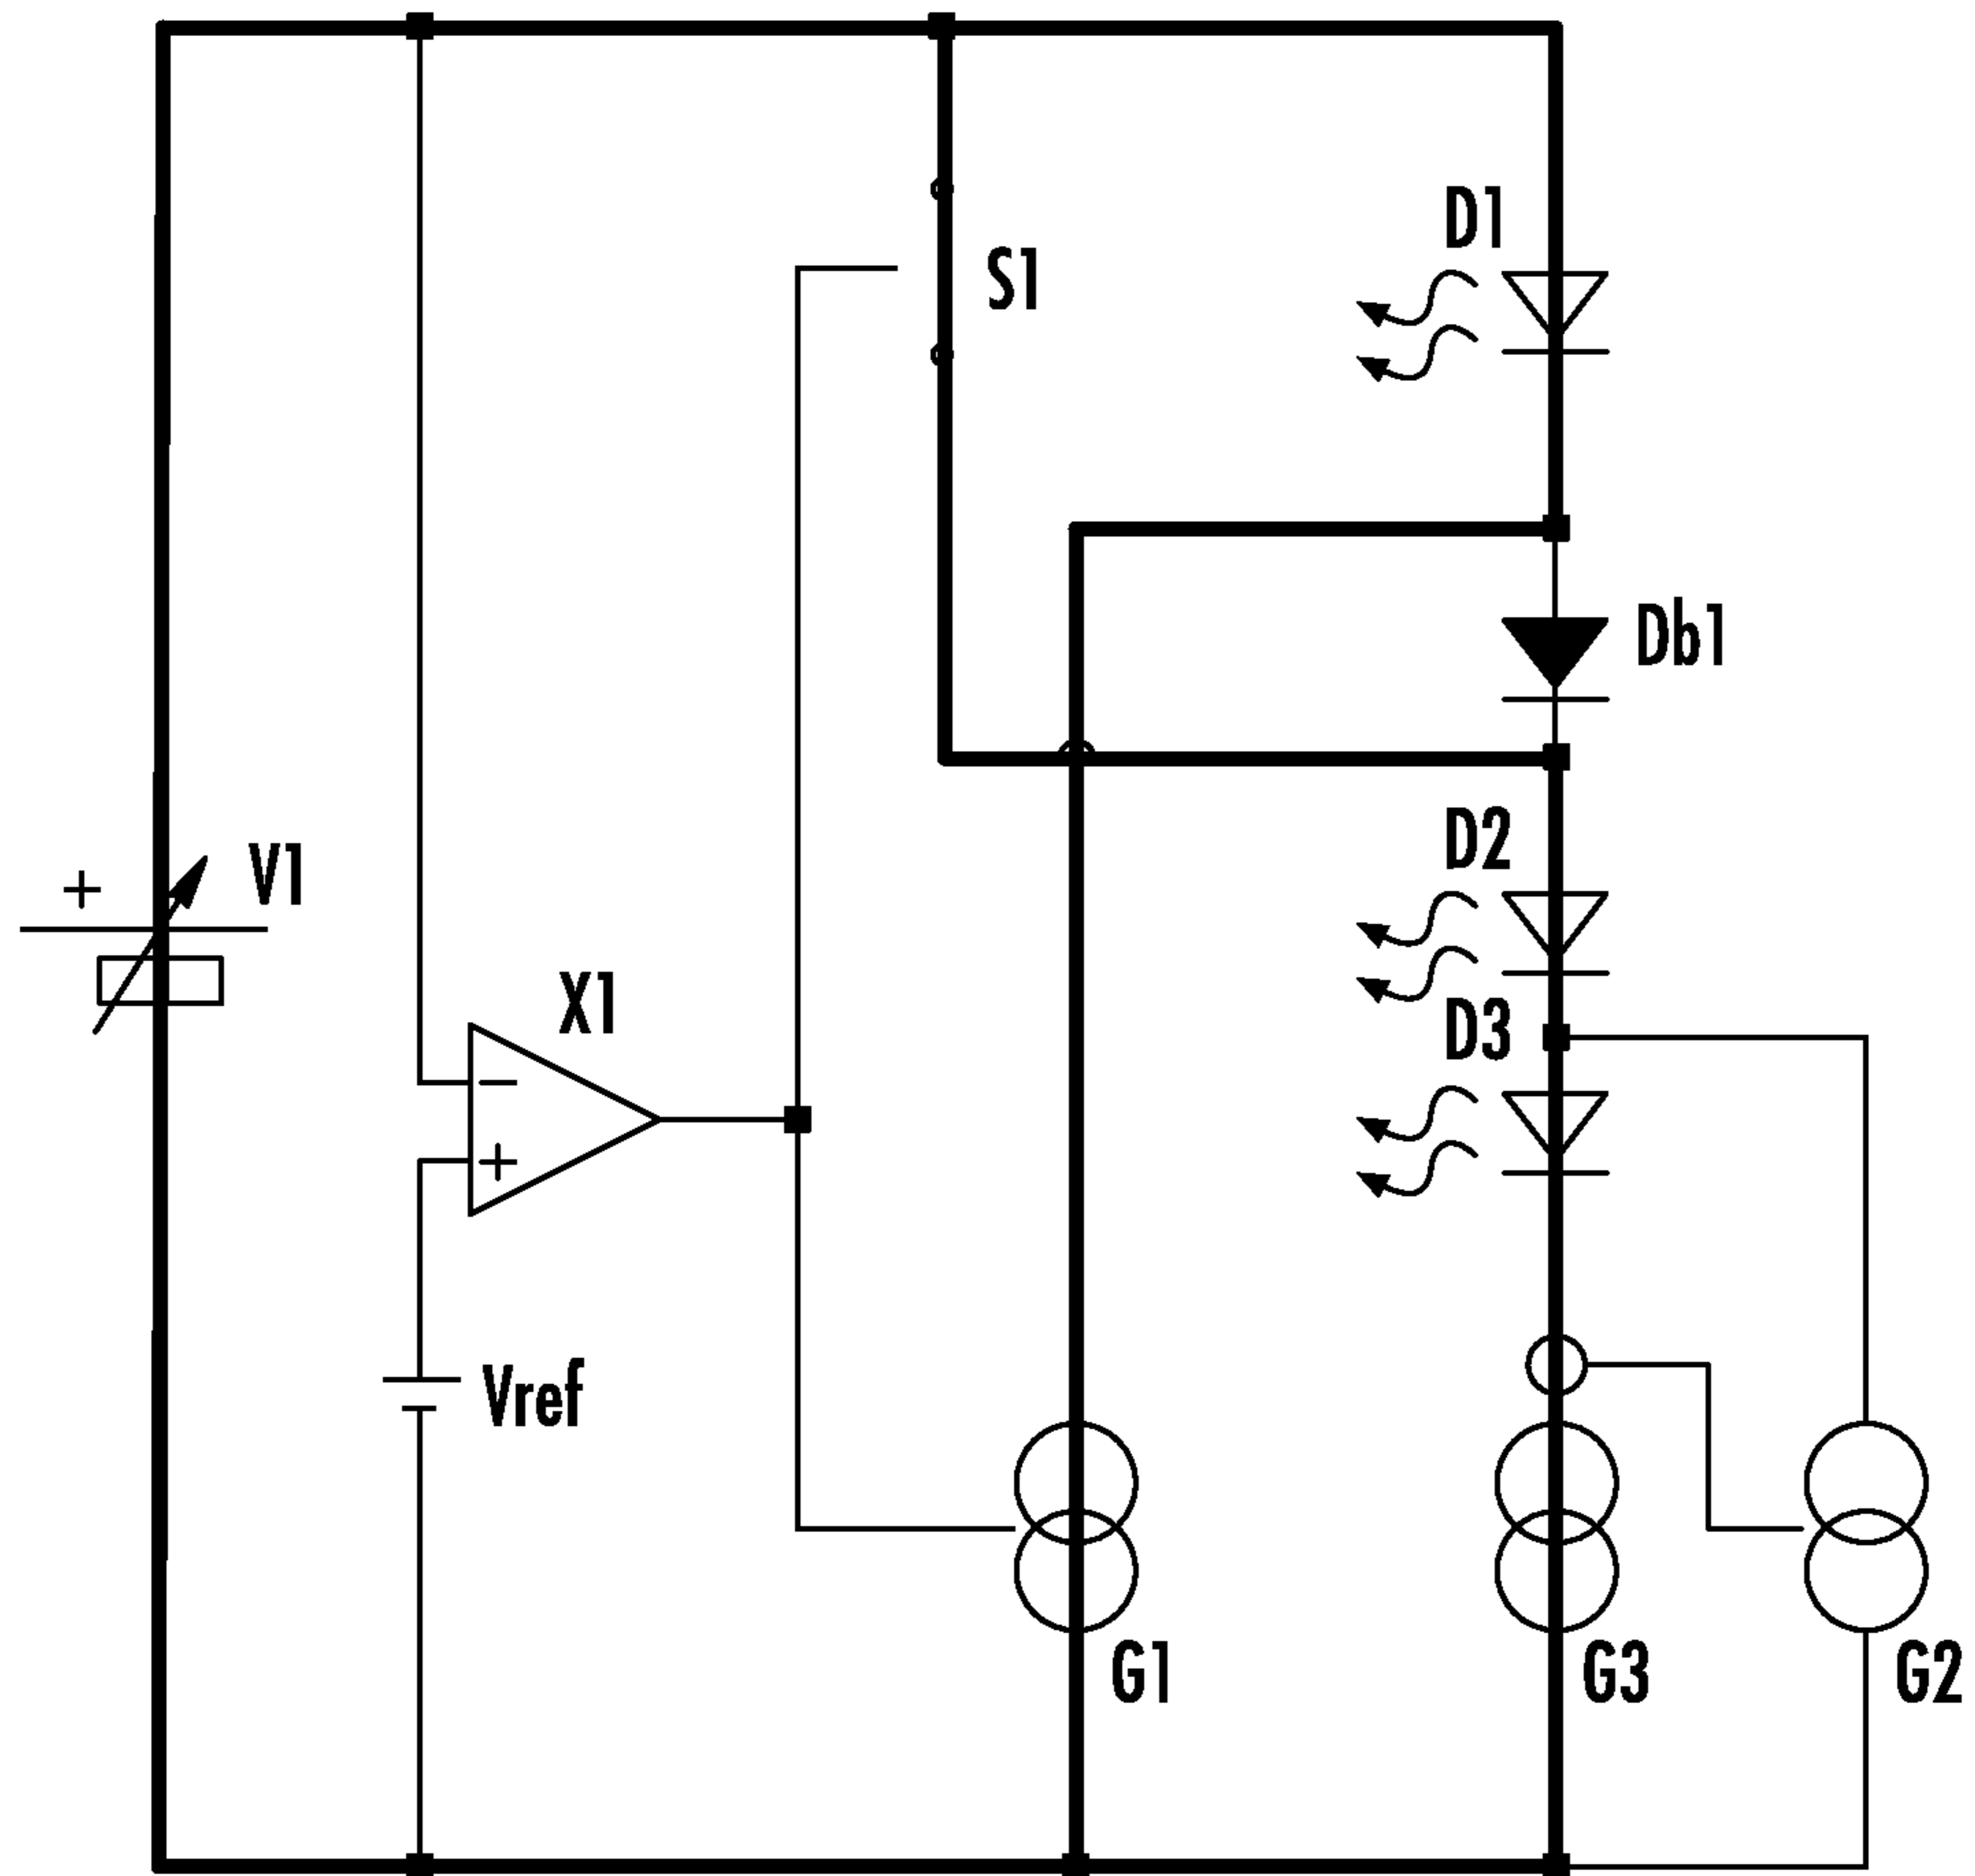 D1
S1
Db1
D2
V1
+
X1
D3
−
+
Vref
G1
G3
G2